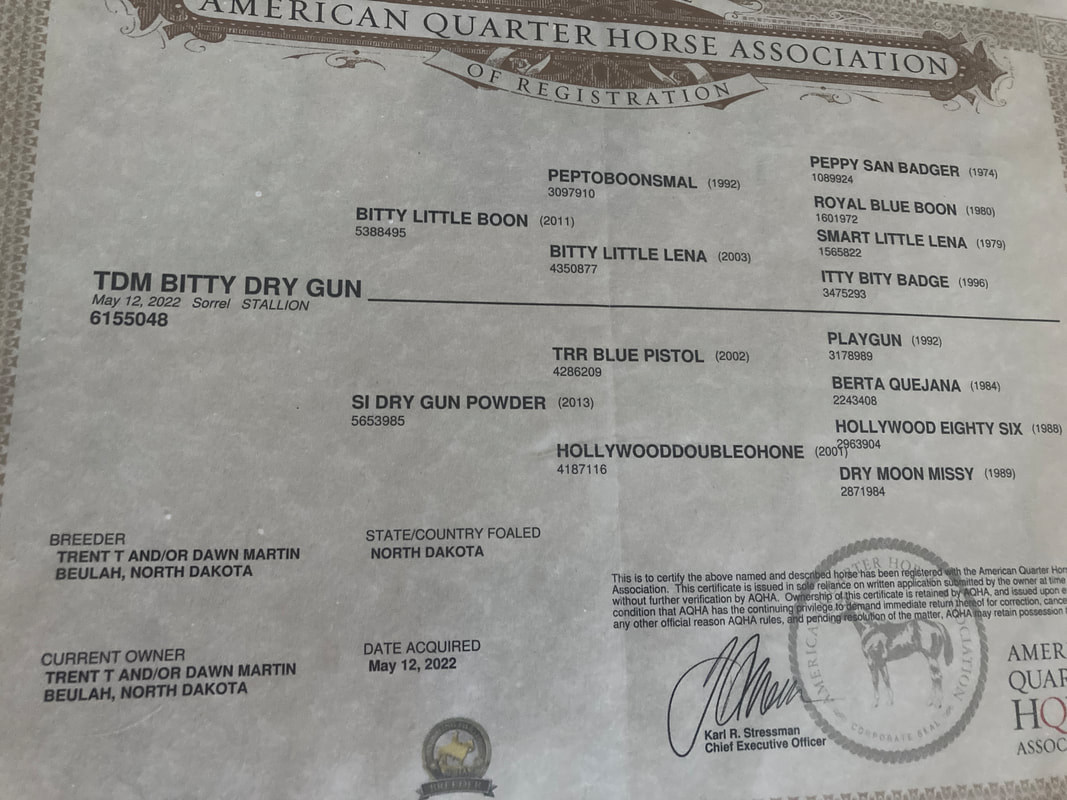 AMERICAN QUARTER HORSE ASSOCIATION
OF REGISTRATION
PEPTOBOONSMAL (1992)
3097910
PEPPY SAN BADGER (1974)
1089924
ROYAL BLUE BOON (1980)
1601972
BITTY LITTLE BOON (2011)
5388495
BITTY LITTLE LENA (2003)
4350877
SMART LITTLE LENA (1979)
1565822
ITTY BITY BADGE (1996)
3475293
TDM BITTY DRY GUN
May 12, 2022 Sorrel STALLION
6155048
TRR BLUE PISTOL (2002)
4286209
PLAYGUN (1992)
3178989
BERTA QUEJANA (1984)
2243408
SI DRY GUN POWDER (2013)
5653985
HOLLYWOODDOUBLEOHONE (2001)
4187116
HOLLYWOOD EIGHTY SIX (1988)
2963904
DRY MOON MISSY (1989)
2871984
BREEDER
TRENT T AND/OR DAWN MARTIN
BEULAH, NORTH DAKOTA
STATE/COUNTRY FOALED
NORTH DAKOTA
CURRENT OWNER
TRENT T AND/OR DAWN MARTIN
BEULAH, NORTH DAKOTA
DATE ACQUIRED
May 12, 2022
This is to certify the above named and described horse has been registered with the American Quarter Hor
Association. This certificate is issued in sole reliance on written application submitted by the owner at time
without further verification by AQHA. Ownership of this certificate is retained by AQHA, and issued upon e
condition that AQHA has the continuing privilege to demand immediate return thereof for correction, cance
any other official reason AQHA rules, and pending resolution of the matter, AQHA may retain possession
Karl R. Stressman
Chief Executive Officer
CORPORATE SEAL
AMER
QUAR
HO
ASSOC
BREEDER